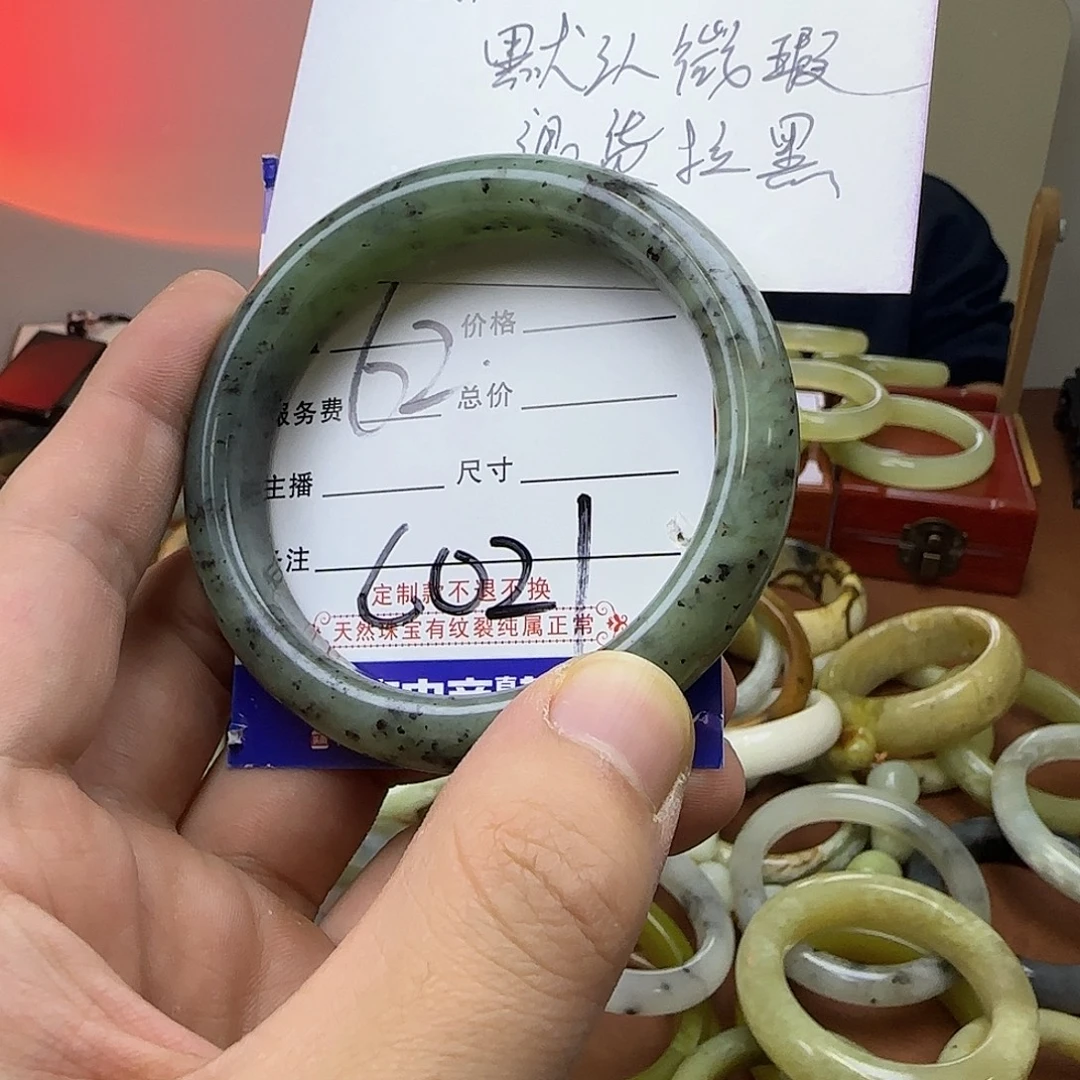 默认微瑕
退货拉黑
62
价格
服务费
总价
主播
尺寸
备注
6021
定制款不退不换
天然珠宝有纹裂纯属正常